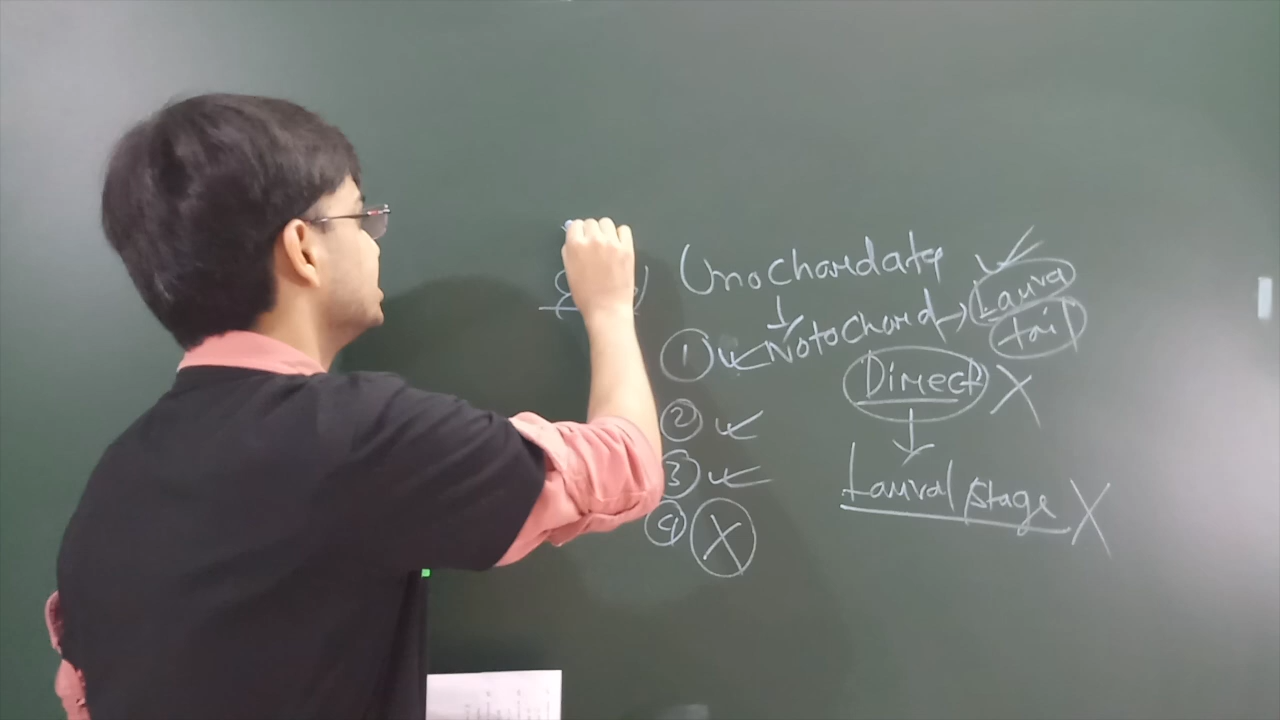 Urochordata ✓
↓
Notochord → Larva
tail
① ✓
Direct X
② ✓
↓
③ ✓
Larval stage X
④ X